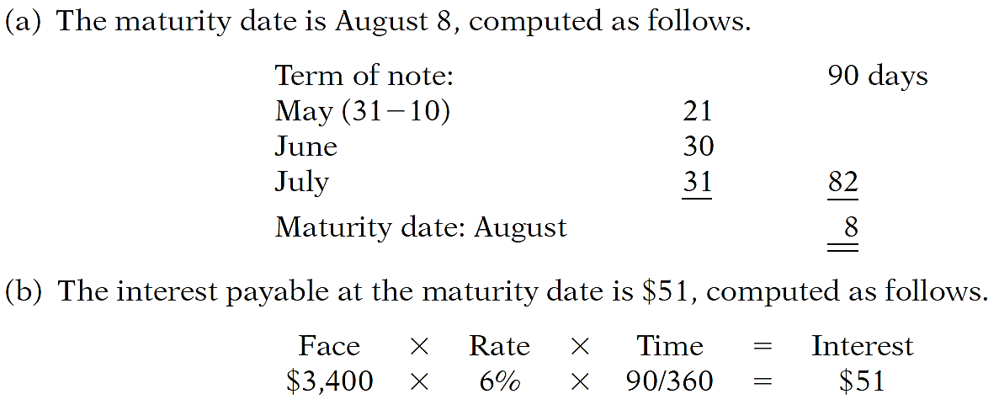 (a) The maturity date is August 8, computed as follows.
Term of note: 90 days
May (31−10) 21
June 30
July 31 82
Maturity date: August 8
(b) The interest payable at the maturity date is $51, computed as follows.
Face × Rate × Time = Interest
$3,400 × 6% × 90/360 = $51